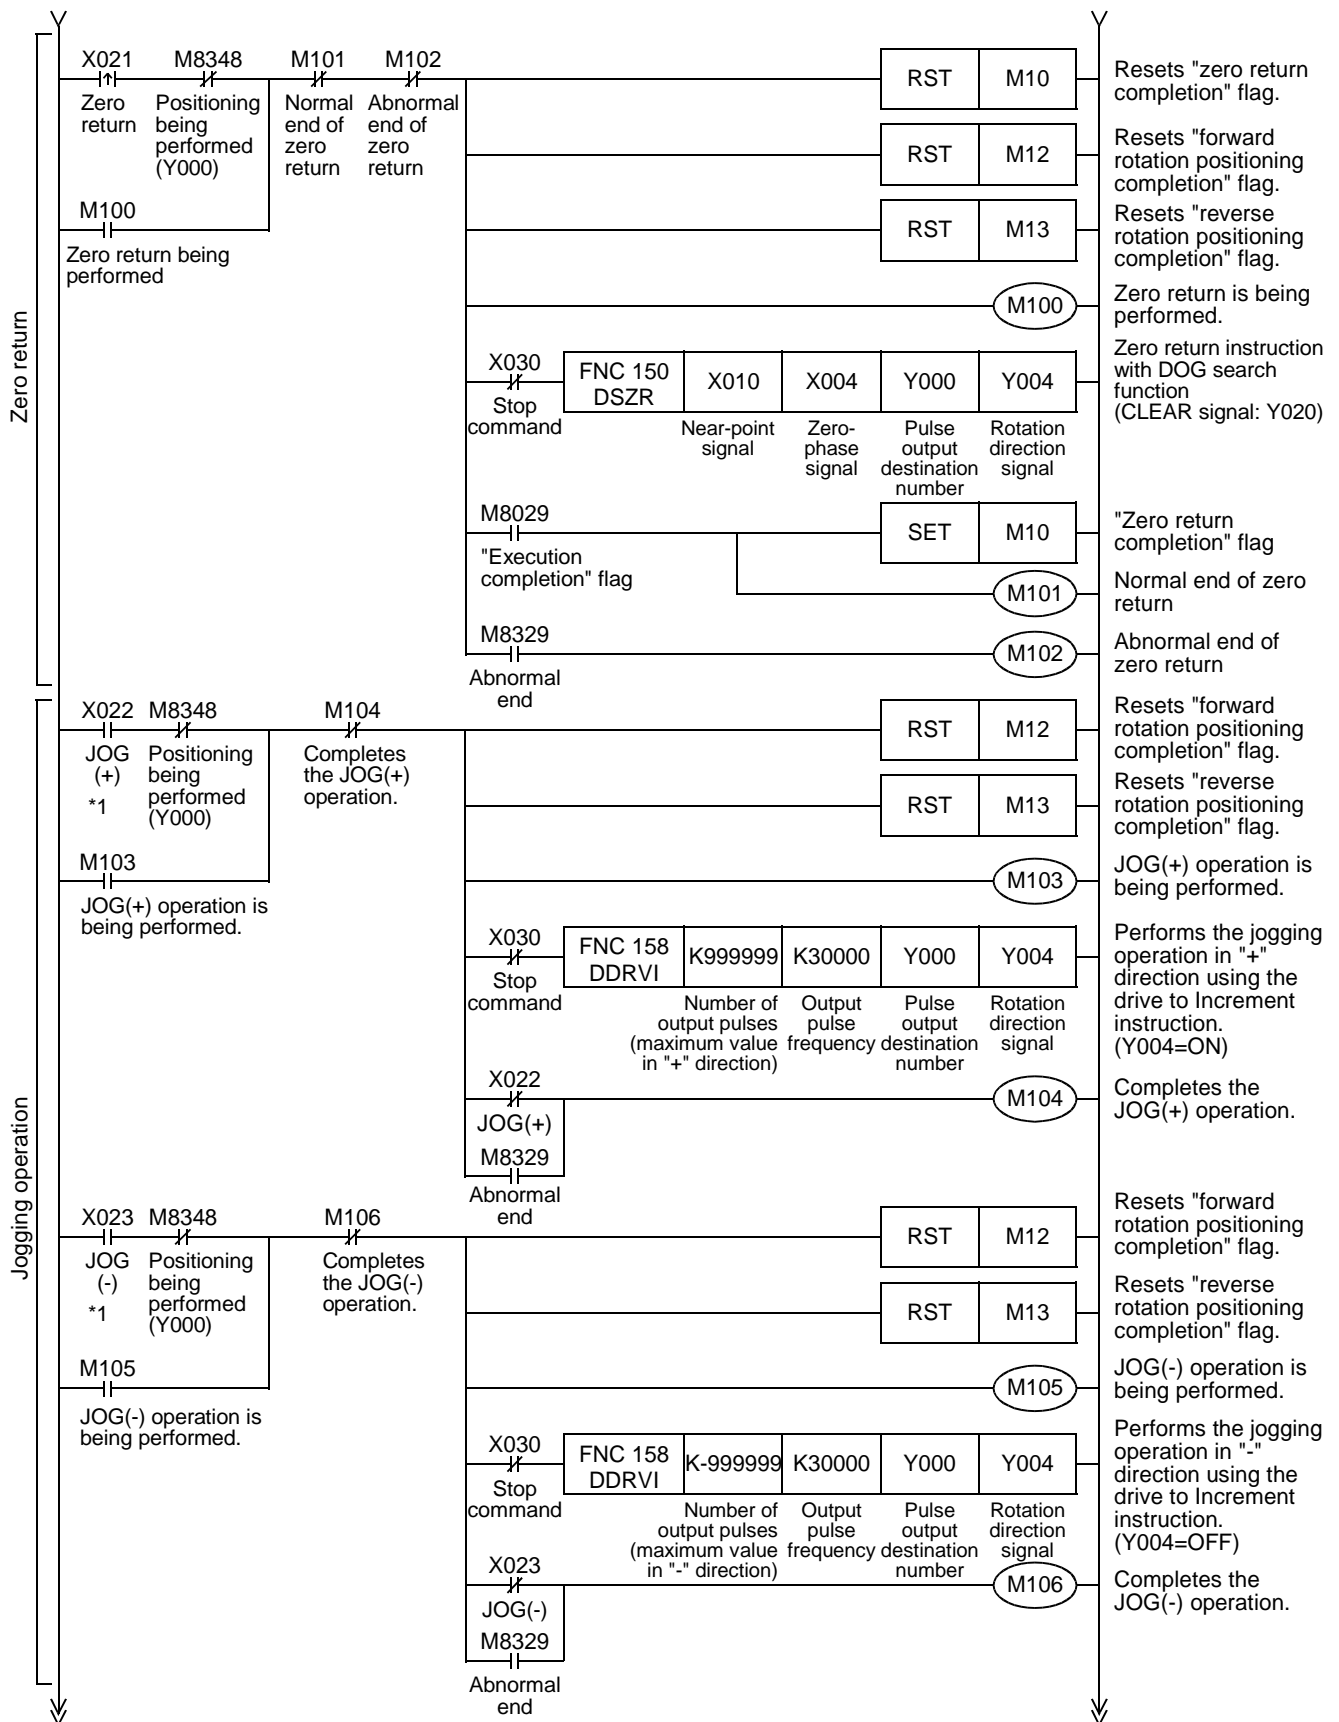 Zero return
X021
M8348
M101
M102
RST
M10
Resets "zero return
completion" flag.
Zero
return
Positioning
being
performed
(Y000)
Normal
end of
zero
return
Abnormal
end of
zero
return
RST
M12
Resets "forward
rotation positioning
completion" flag.
M100
Zero return being
performed
RST
M13
Resets "reverse
rotation positioning
completion" flag.
M100
Zero return is being
performed.
X030
Stop
command
FNC 150
DSZR
X010
X004
Y000
Y004
Near-point
signal
Zero-
phase
signal
Pulse
output
destination
number
Rotation
direction
signal
Zero return instruction
with DOG search
function
(CLEAR signal: Y020)
M8029
"Execution
completion" flag
SET
M10
"Zero return
completion" flag
M101
Normal end of zero
return
M8329
Abnormal
end
M102
Abnormal end of
zero return
Jogging operation
X022
M8348
M104
RST
M12
Resets "forward
rotation positioning
completion" flag.
JOG
(+)
*1
Positioning
being
performed
(Y000)
Completes
the JOG(+)
operation.
RST
M13
Resets "reverse
rotation positioning
completion" flag.
M103
JOG(+) operation is
being performed.
M103
JOG(+) operation is
being performed.
X030
Stop
command
FNC 158
DDRVI
K999999
K30000
Y000
Y004
Number of
output pulses
(maximum value
in "+" direction)
Output
pulse
frequency
Pulse
output
destination
number
Rotation
direction
signal
Performs the jogging
operation in "+"
direction using the
drive to Increment
instruction.
(Y004=ON)
X022
JOG(+)
M8329
Abnormal
end
M104
Completes the
JOG(+) operation.
X023
M8348
M106
RST
M12
Resets "forward
rotation positioning
completion" flag.
JOG
(-)
*1
Positioning
being
performed
(Y000)
Completes
the JOG(-)
operation.
RST
M13
Resets "reverse
rotation positioning
completion" flag.
M105
JOG(-) operation is
being performed.
M105
JOG(-) operation is
being performed.
X030
Stop
command
FNC 158
DDRVI
K-999999
K30000
Y000
Y004
Number of
output pulses
(maximum value
in "-" direction)
Output
pulse
frequency
Pulse
output
destination
number
Rotation
direction
signal
Performs the jogging
operation in "-"
direction using the
drive to Increment
instruction.
(Y004=OFF)
X023
JOG(-)
M8329
Abnormal
end
M106
Completes the
JOG(-) operation.